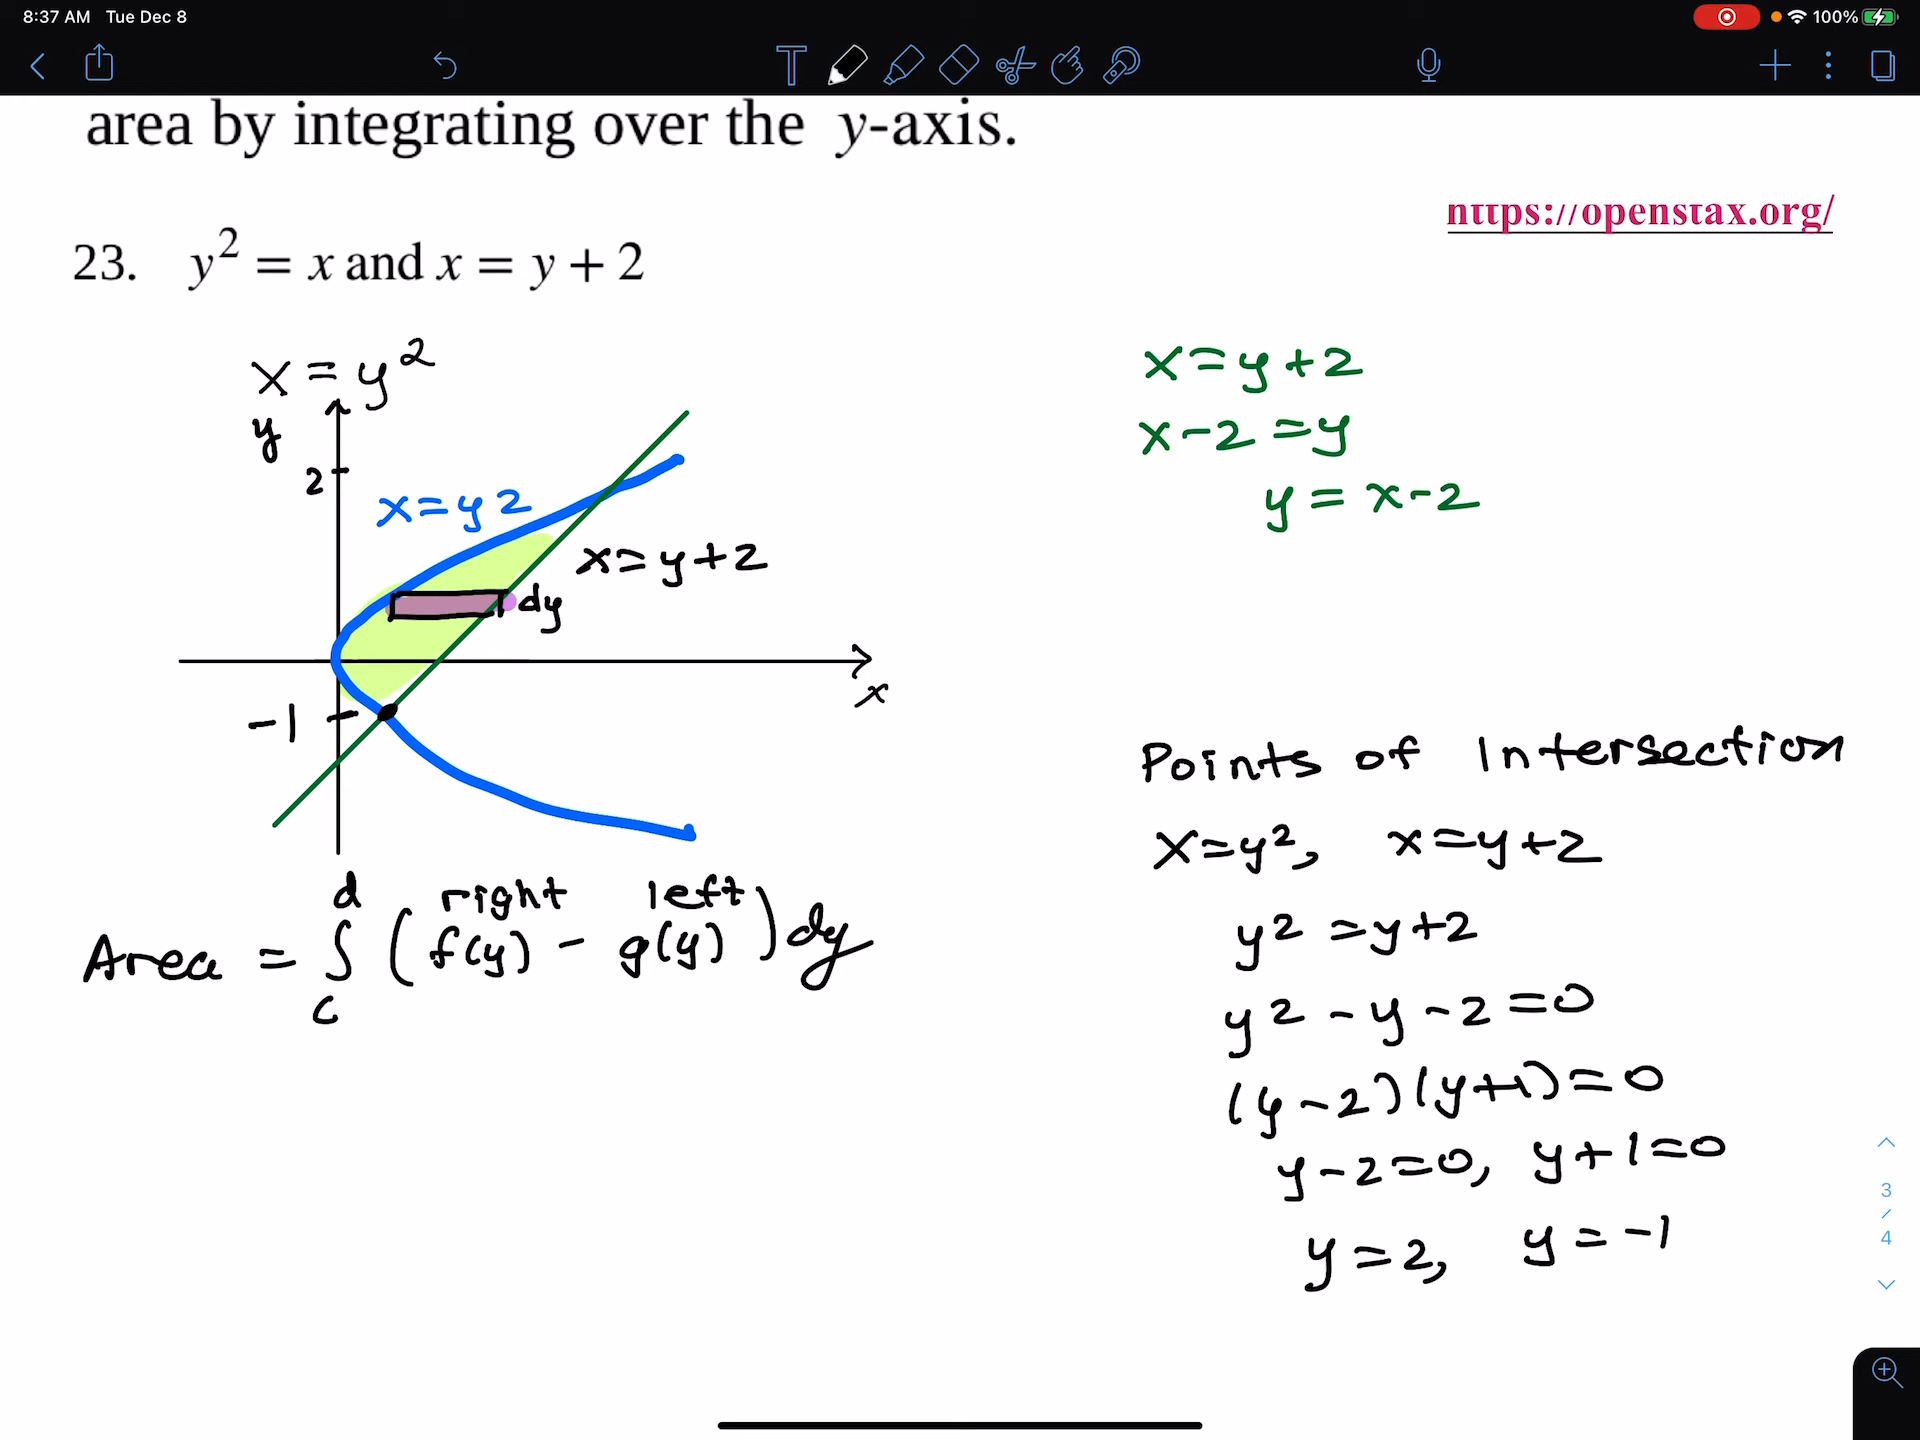 8:37 AM Tue Dec 8
100%
area by integrating over the y-axis.
https://openstax.org/
23. y² = x and x = y + 2
x = y²
y
2
x=y2
x=y+2
dy
x
-1
d
right left
Area = ∫ (f(y) - g(y))dy
c
x=y+2
x-2=y
y=x-2
Points of Intersection
x=y², x=y+2
y²=y+2
y²-y-2=0
(y-2)(y+1)=0
y-2=0, y+1=0
y=2, y=-1
3
/
4